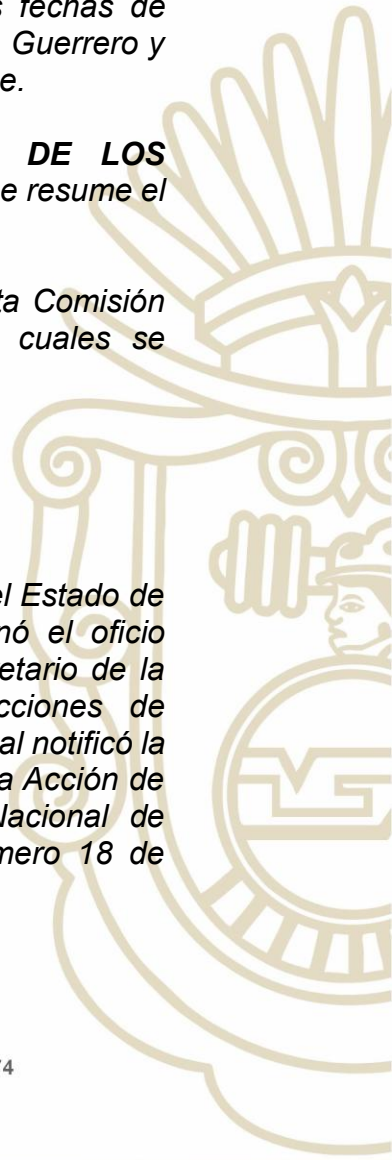 fechas de
Guerrero y
e.
DE LOS
e resume el
ta Comisión
cuales se
el Estado de
nó el oficio
etario de la
cciones de
al notificó la
a Acción de
Nacional de
mero 18 de
74